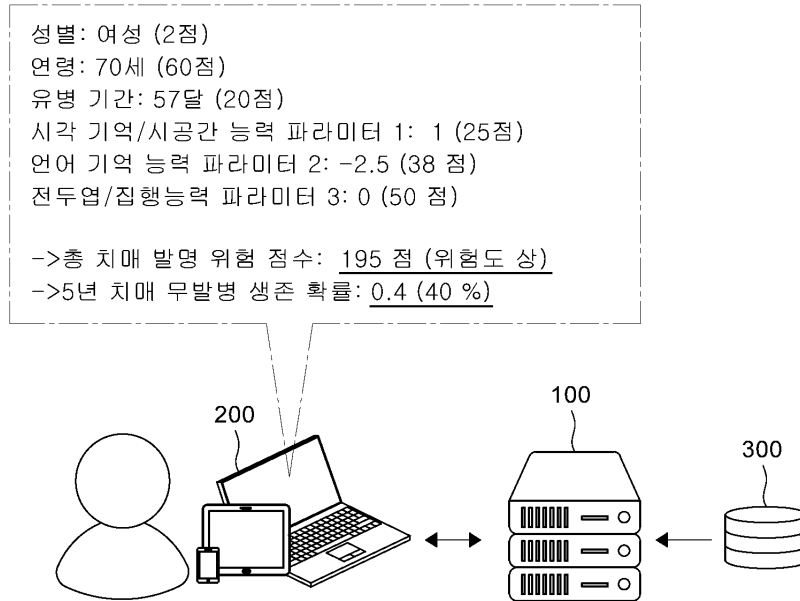 성별: 여성 (2점)
연령: 70세 (60점)
유병 기간: 57달 (20점)
시각 기억/시공간 능력 파라미터 1: 1 (25점)
언어 기억 능력 파라미터 2: -2.5 (38 점)
전두엽/집행능력 파라미터 3: 0 (50 점)
->총 치매 발명 위험 점수: 195 점 (위험도 상)
->5년 치매 무발병 생존 확률: 0.4 (40 %)
100
200
300